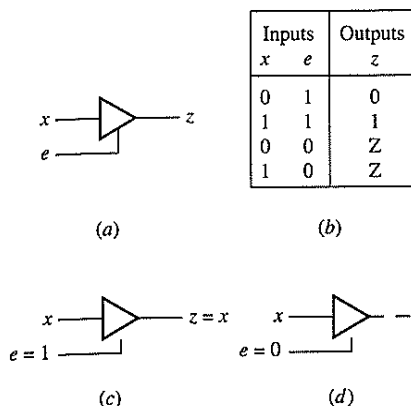 x
z
e
(a)
Inputs Outputs
x e z
0 1 0
1 1 1
0 0 Z
1 0 Z
(b)
x
z = x
e = 1
(c)
x
e = 0
(d)